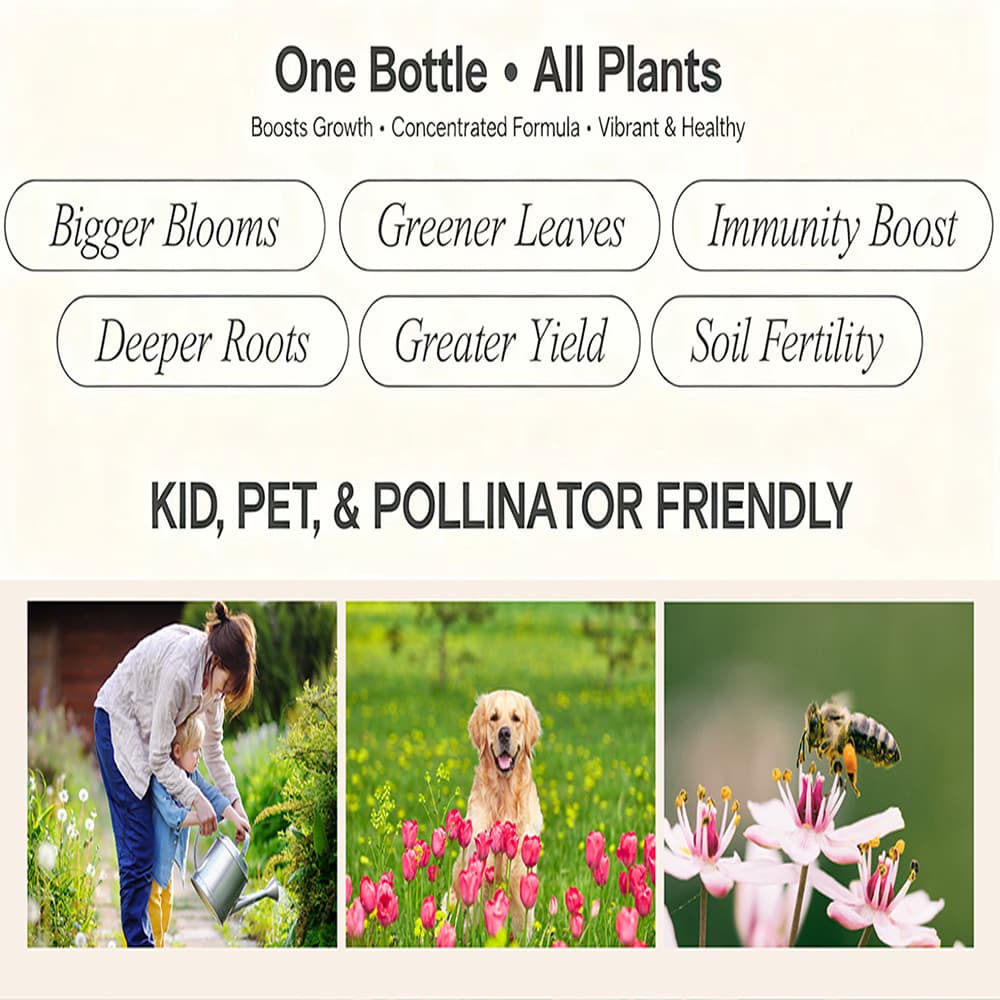 One Bottle • All Plants
Boosts Growth • Concentrated Formula • Vibrant & Healthy
Bigger Blooms Greener Leaves Immunity Boost
Deeper Roots Greater Yield Soil Fertility
KID, PET, & POLLINATOR FRIENDLY